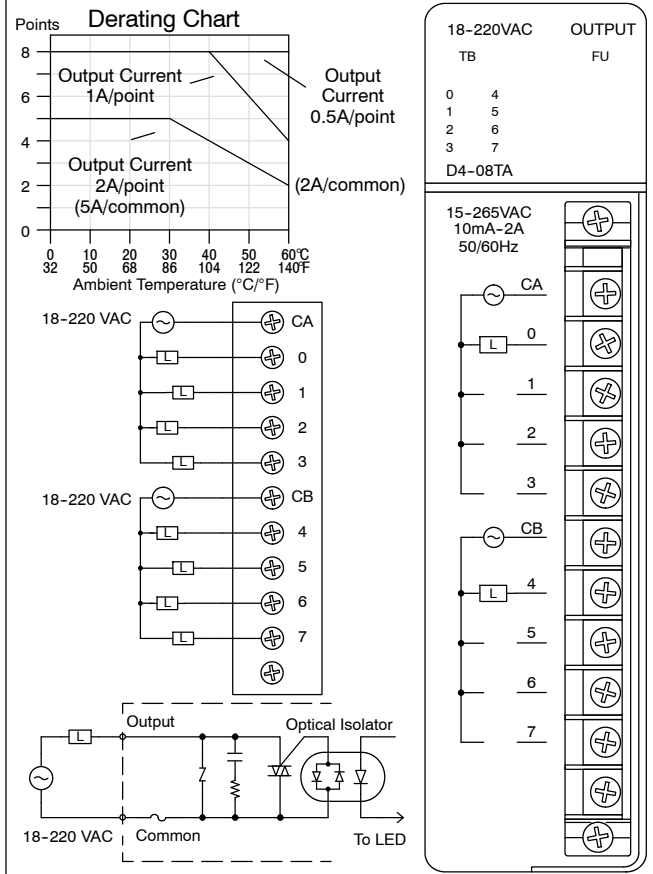 Derating Chart
Points
8
6
4
2
0
Output Current
1A/point
Output
Current
0.5A/point
Output Current
2A/point
(5A/common)
(2A/common)
0 10 20 30 40 50 60°C
32 50 68 86 104 122 140°F
Ambient Temperature (°C/°F)
18-220 VAC
CA
L 0
L 1
L 2
L 3
18-220 VAC
CB
L 4
L 5
L 6
L 7
Output
Optical Isolator
L
18-220 VAC
Common
To LED
18-220VAC OUTPUT
TB FU
0 4
1 5
2 6
3 7
D4-08TA
15-265VAC
10mA-2A
50/60Hz
CA
L 0
1
2
3
CB
L 4
5
6
7